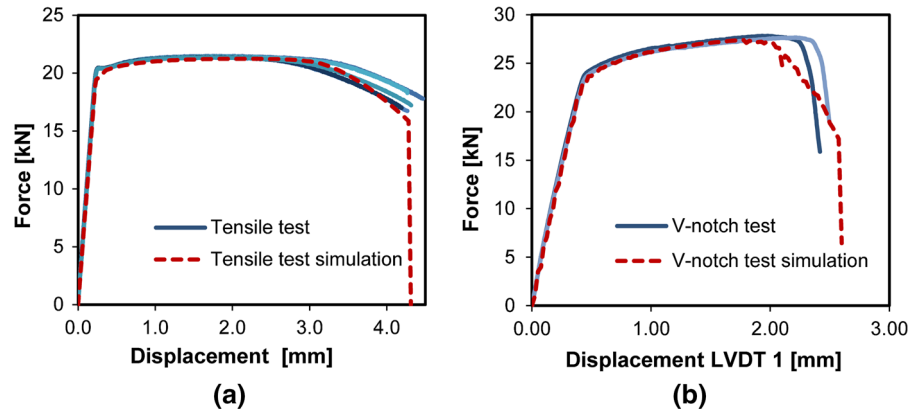 25
20
15
10
5
0
Force [kN]
Tensile test
Tensile test simulation
0.0 1.0 2.0 3.0 4.0
Displacement [mm]
(a)
30
25
20
15
10
5
0
Force [kN]
V-notch test
V-notch test simulation
0.00 1.00 2.00 3.00
Displacement LVDT 1 [mm]
(b)